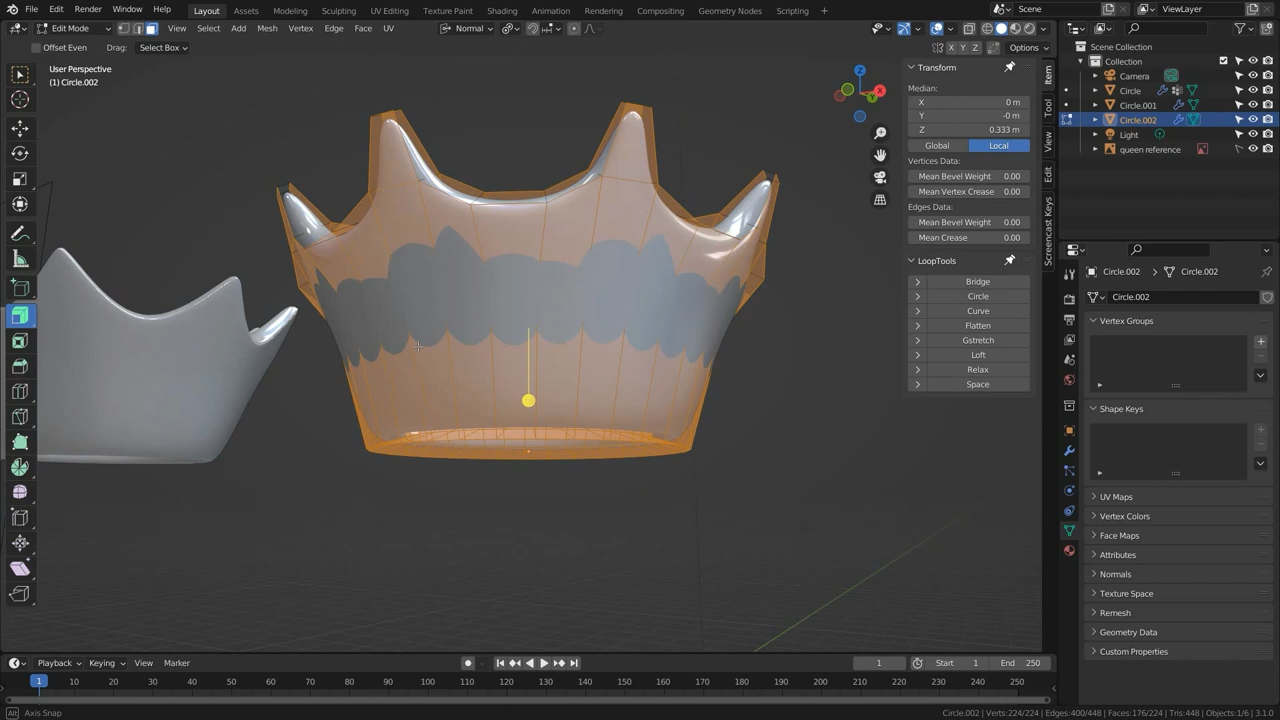 File Edit Render Window Help Layout Assets Modeling Sculpting UV Editing Texture Paint Shading Animation Rendering Compositing Geometry Nodes Scripting + Scene ViewLayer
Edit Mode View Select Add Mesh Vertex Edge Face UV Normal
Offset Even Drag: Select Box X Y Z Options
User Perspective
(1) Circle.002
Z
X
Y
Transform
Median:
X 0 m
Y -0 m
Z 0.333 m
Global Local
Vertices Data:
Mean Bevel Weight 0.00
Mean Vertex Crease 0.00
Edges Data:
Mean Bevel Weight 0.00
Mean Crease 0.00
LoopTools
Bridge
Circle
Curve
Flatten
Gstretch
Loft
Relax
Space
Item
Tool
View
Edit
Screencast Keys
Scene Collection
Collection
Camera
Circle
Circle.001
Circle.002
Light
queen reference
Circle.002 Circle.002
Circle.002
Vertex Groups
Shape Keys
UV Maps
Vertex Colors
Face Maps
Attributes
Normals
Texture Space
Remesh
Geometry Data
Custom Properties
Playback Keying View Marker 1 Start 1 End 250
1 10 20 30 40 50 60 70 80 90 100 110 120 130 140 150 160 170 180 190 200 210 220 230 240 250
Alt Axis Snap Circle.002 | Verts:224/224 | Edges:400/448 | Faces:176/224 | Tris:448 | Objects:1/6 | 3.1.0